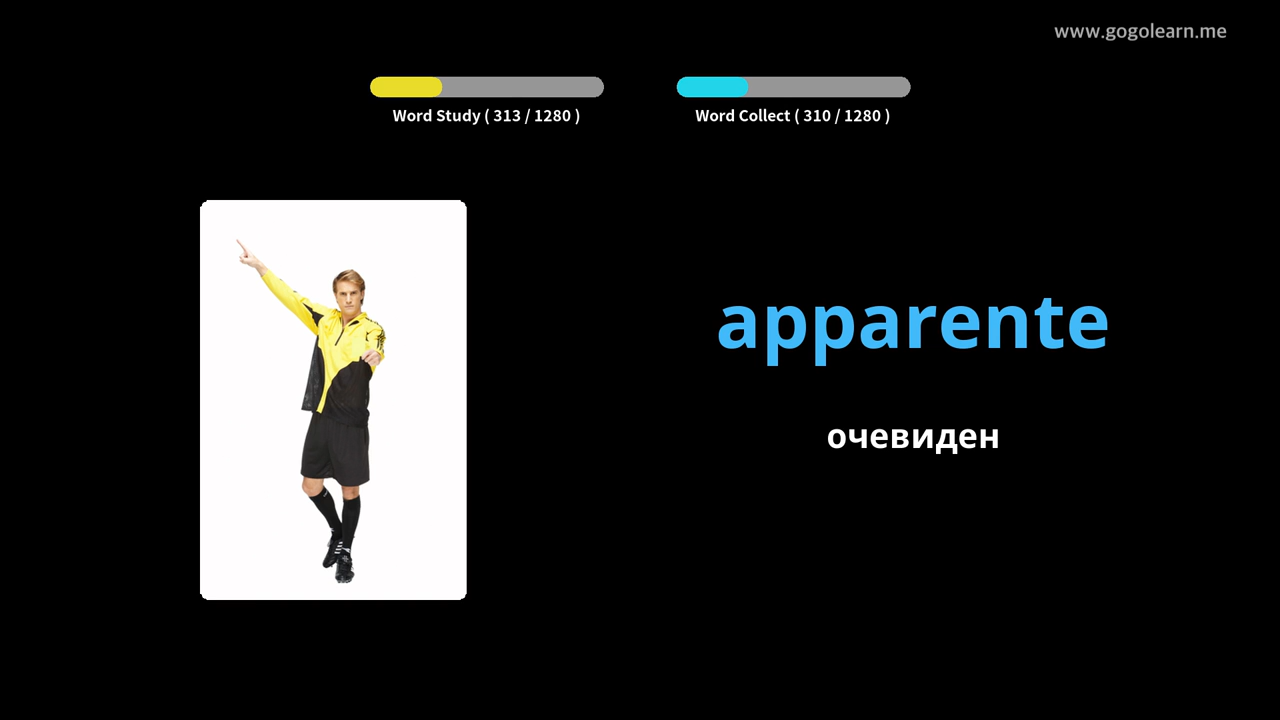 www.gogolearn.me
Word Study ( 313 / 1280 )
Word Collect ( 310 / 1280 )
apparente
очевиден